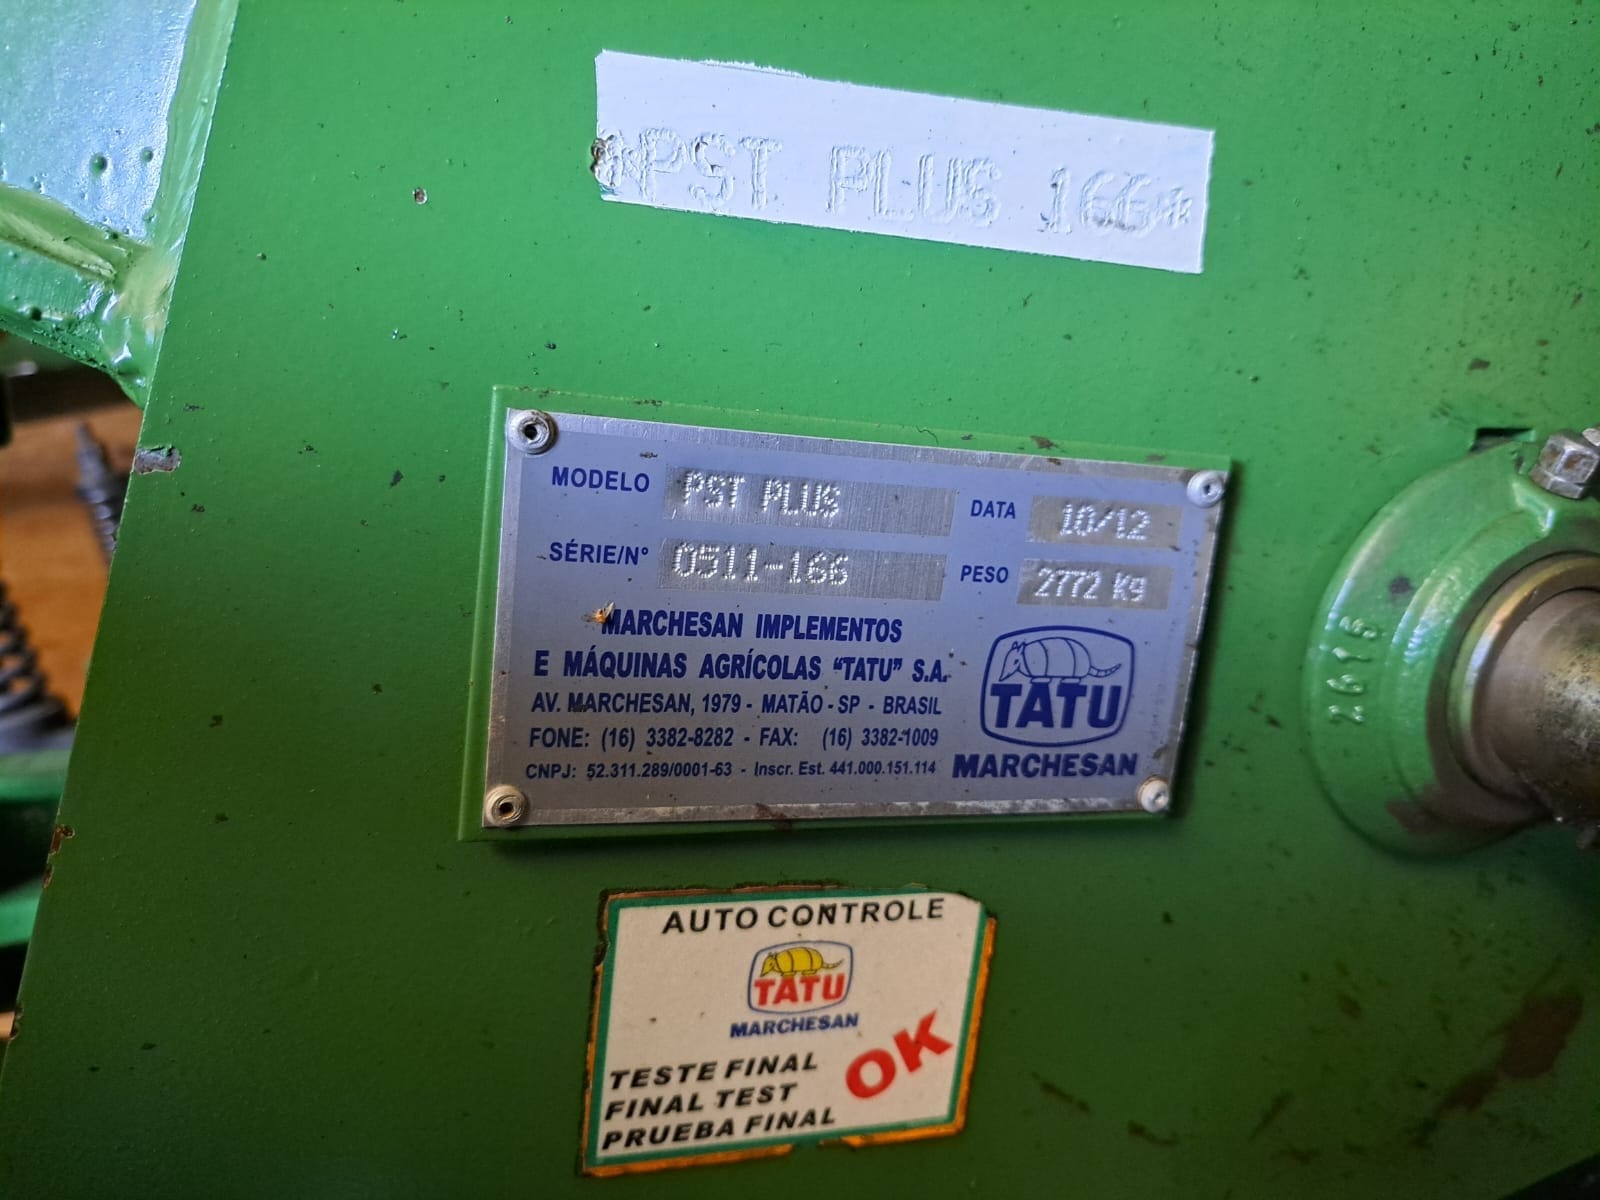 *PST PLUS 166*
MODELO PST PLUS DATA 10/12
SÉRIE/Nº 0511-166 PESO 2772 Kg
MARCHESAN IMPLEMENTOS
E MÁQUINAS AGRÍCOLAS “TATU” S.A.
AV. MARCHESAN, 1979 - MATÃO - SP - BRASIL
FONE: (16) 3382-8282 - FAX: (16) 3382-1009
CNPJ: 52.311.289/0001-63 - Inscr. Est. 441.000.151.114
TATU
MARCHESAN
2616
AUTO CONTROLE
TATU
MARCHESAN
OK
TESTE FINAL
FINAL TEST
PRUEBA FINAL